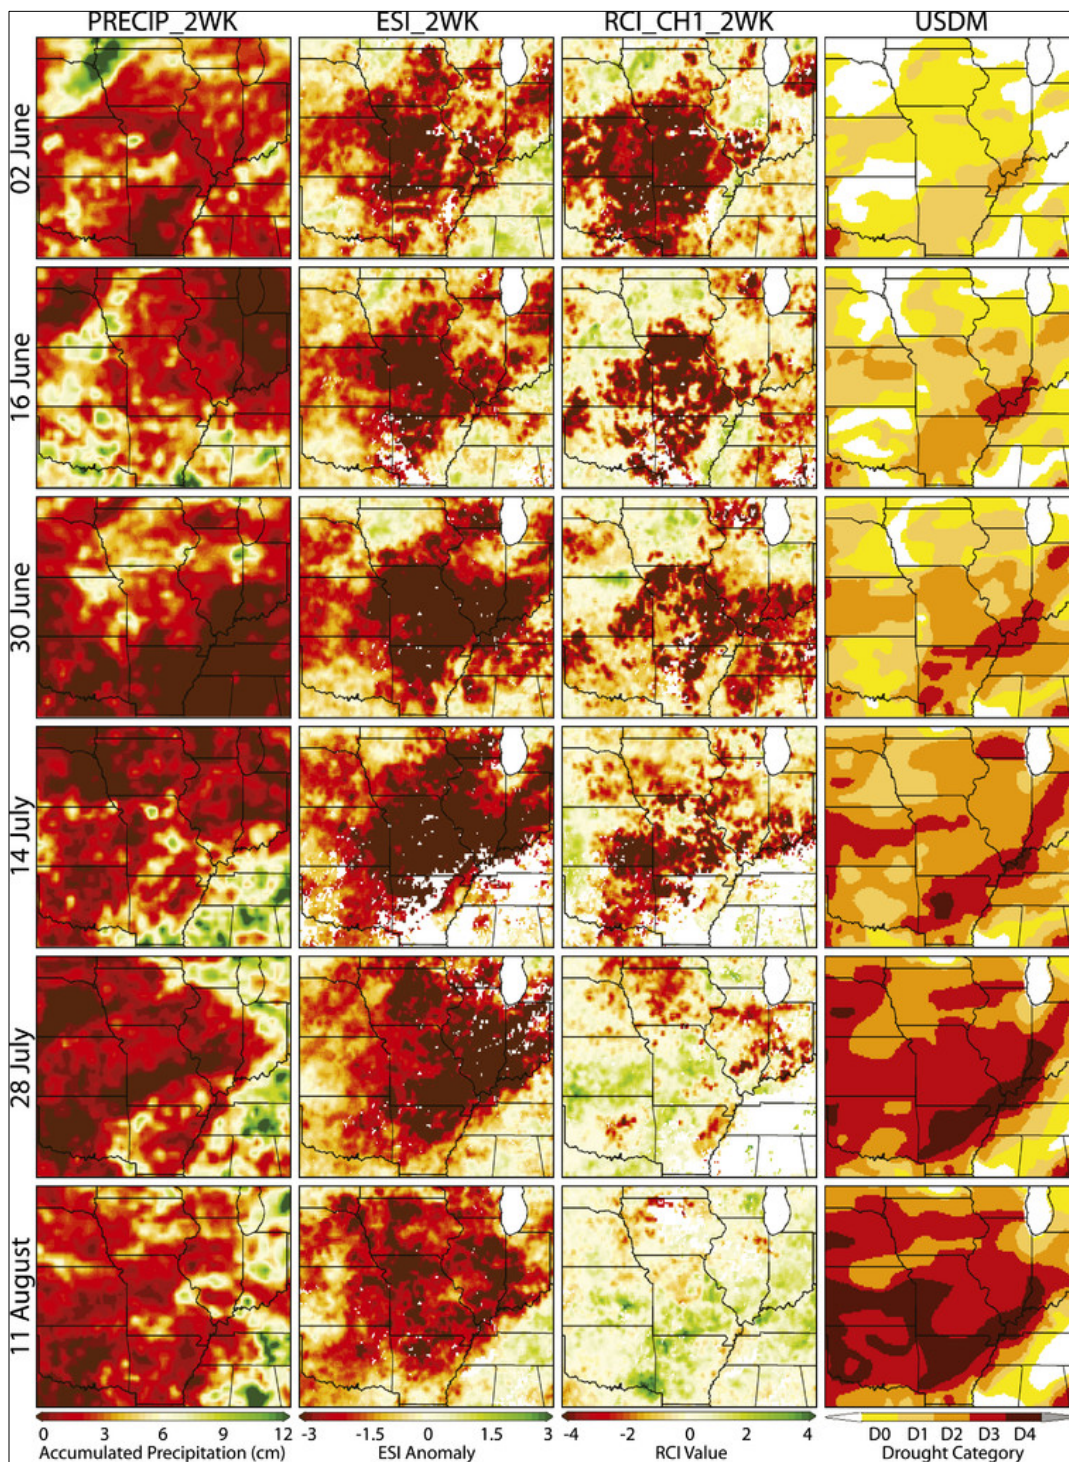 PRECIP_2WK ESI_2WK RCI_CH1_2WK USDM
02 June
16 June
30 June
14 July
28 July
11 August
0 3 6 9 12 -3 -1.5 0 1.5 3 -4 -2 0 2 4 D0 D1 D2 D3 D4
Accumulated Precipitation (cm) ESI Anomaly RCI Value Drought Category